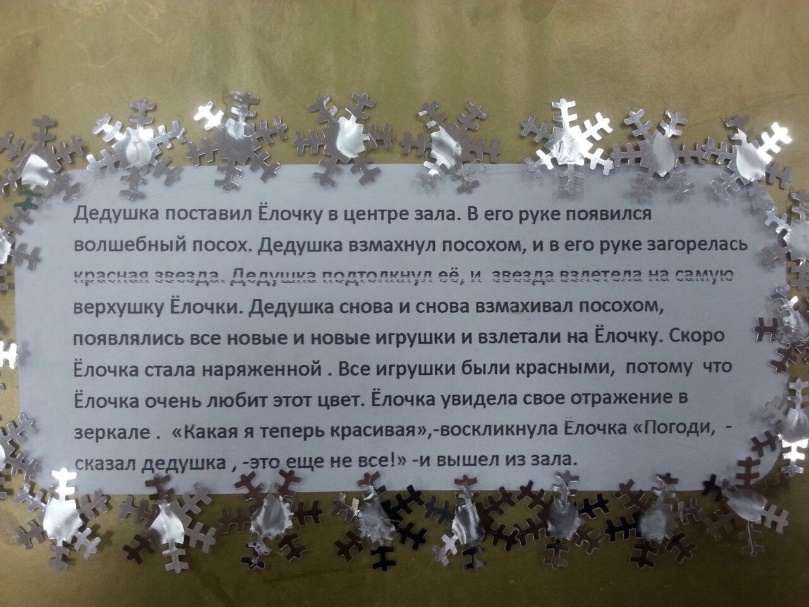 Дедушка поставил Ёлочку в центре зала. В его руке появился
волшебный посох. Дедушка взмахнул посохом, и в его руке загорелась
красная звезда. Дедушка подтолкнул её, и  звезда взлетела на самую
верхушку Ёлочки. Дедушка снова и снова взмахивал посохом,
появлялись все новые и новые игрушки и взлетали на Ёлочку. Скоро
Ёлочка стала наряженной . Все игрушки были красными,  потому  что
Ёлочка очень любит этот цвет. Ёлочка увидела свое отражение в
зеркале .  «Какая я теперь красивая»,-воскликнула Ёлочка «Погоди,  -
сказал дедушка , -это еще не все!» -и вышел из зала.